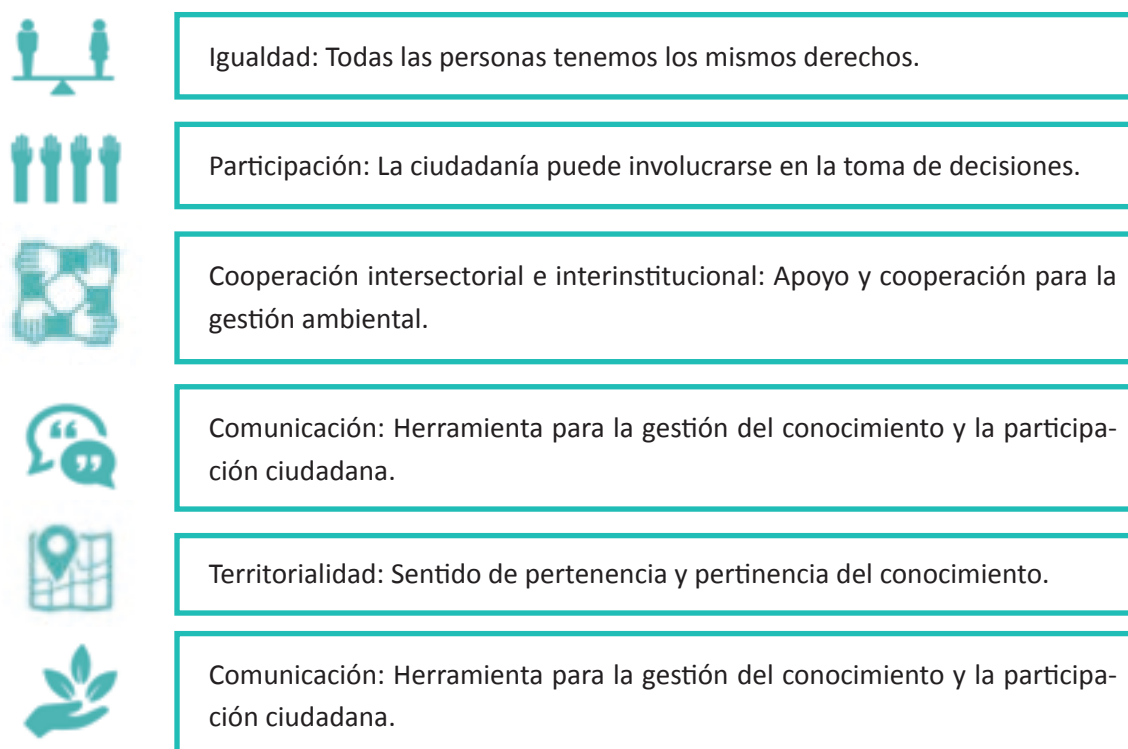 Igualdad: Todas las personas tenemos los mismos derechos.
Participación: La ciudadanía puede involucrarse en la toma de decisiones.
Cooperación intersectorial e interinstitucional: Apoyo y cooperación para la
gestión ambiental.
Comunicación: Herramienta para la gestión del conocimiento y la participa-
ción ciudadana.
Territorialidad: Sentido de pertenencia y pertinencia del conocimiento.
Comunicación: Herramienta para la gestión del conocimiento y la participa-
ción ciudadana.